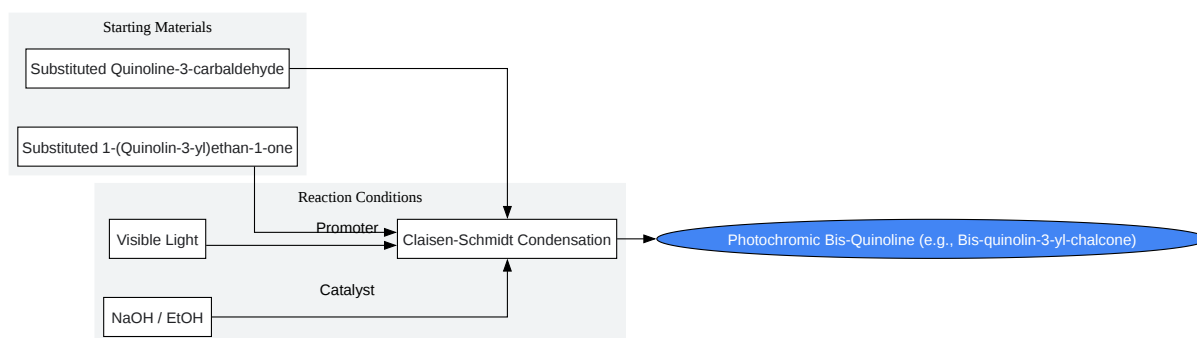 Starting Materials
Substituted Quinoline-3-carbaldehyde
Substituted 1-(Quinolin-3-yl)ethan-1-one
Reaction Conditions
Promoter
Visible Light
Claisen-Schmidt Condensation
Photochromic Bis-Quinoline (e.g., Bis-quinolin-3-yl-chalcone)
Catalyst
NaOH / EtOH